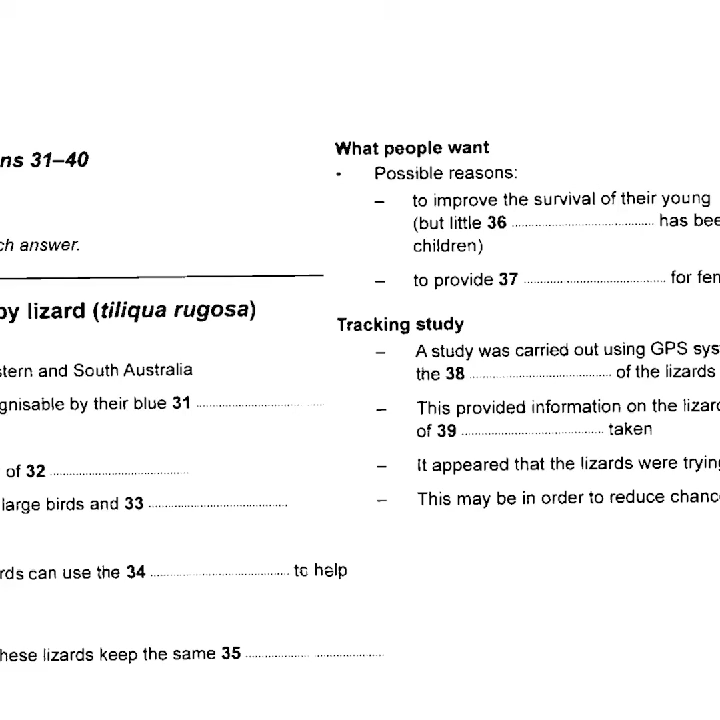 ns 31–40
ch answer.
by lizard (tiliqua rugosa)
stern and South Australia
gnisable by their blue 31
of 32
large birds and 33
rds can use the 34 to help
hese lizards keep the same 35
What people want
• Possible reasons:
– to improve the survival of their young
(but little 36 has bee
children)
– to provide 37 for fem
Tracking study
– A study was carried out using GPS sys
the 38 of the lizards
– This provided information on the lizard
of 39 taken
– It appeared that the lizards were trying
– This may be in order to reduce chance